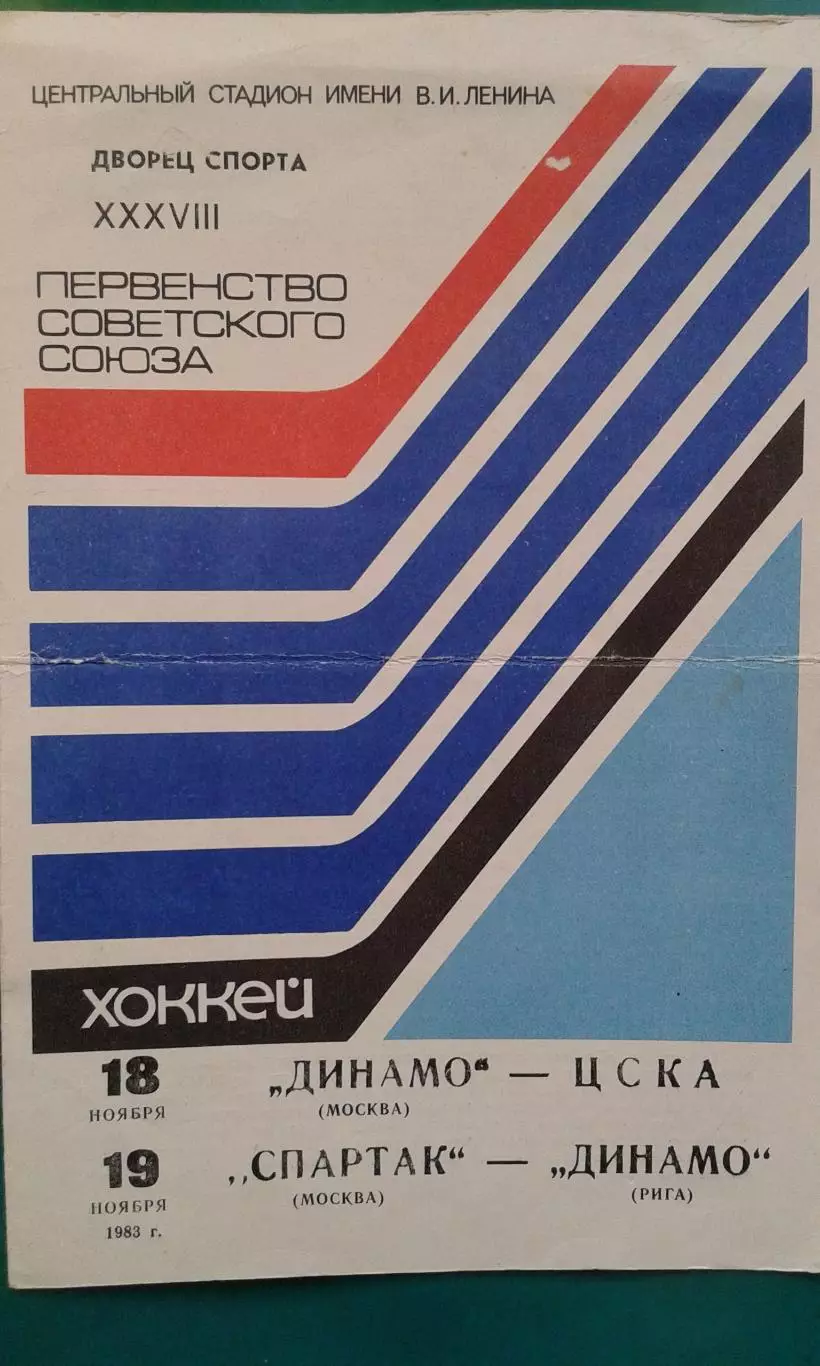 ЦЕНТРАЛЬНЫЙ СТАДИОН ИМЕНИ В.И.ЛЕНИНА
ДВОРЕЦ СПОРТА
XXXVIII
ПЕРВЕНСТВО
СОВЕТСКОГО
СОЮЗА
ХОККЕЙ
18 „ДИНАМО“ — ЦСКА
НОЯБРЯ (МОСКВА)
19 „СПАРТАК“ — „ДИНАМО“
НОЯБРЯ (МОСКВА) (РИГА)
1983 г.